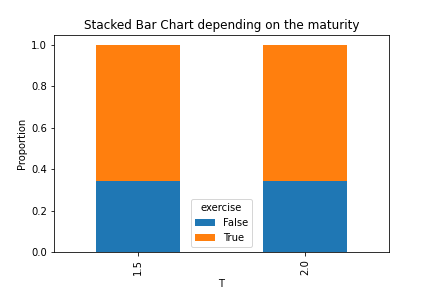 Stacked Bar Chart depending on the maturity
1.0
0.8
0.6
0.4
0.2
0.0
Proportion
exercise
False
True
1.5
2.0
T